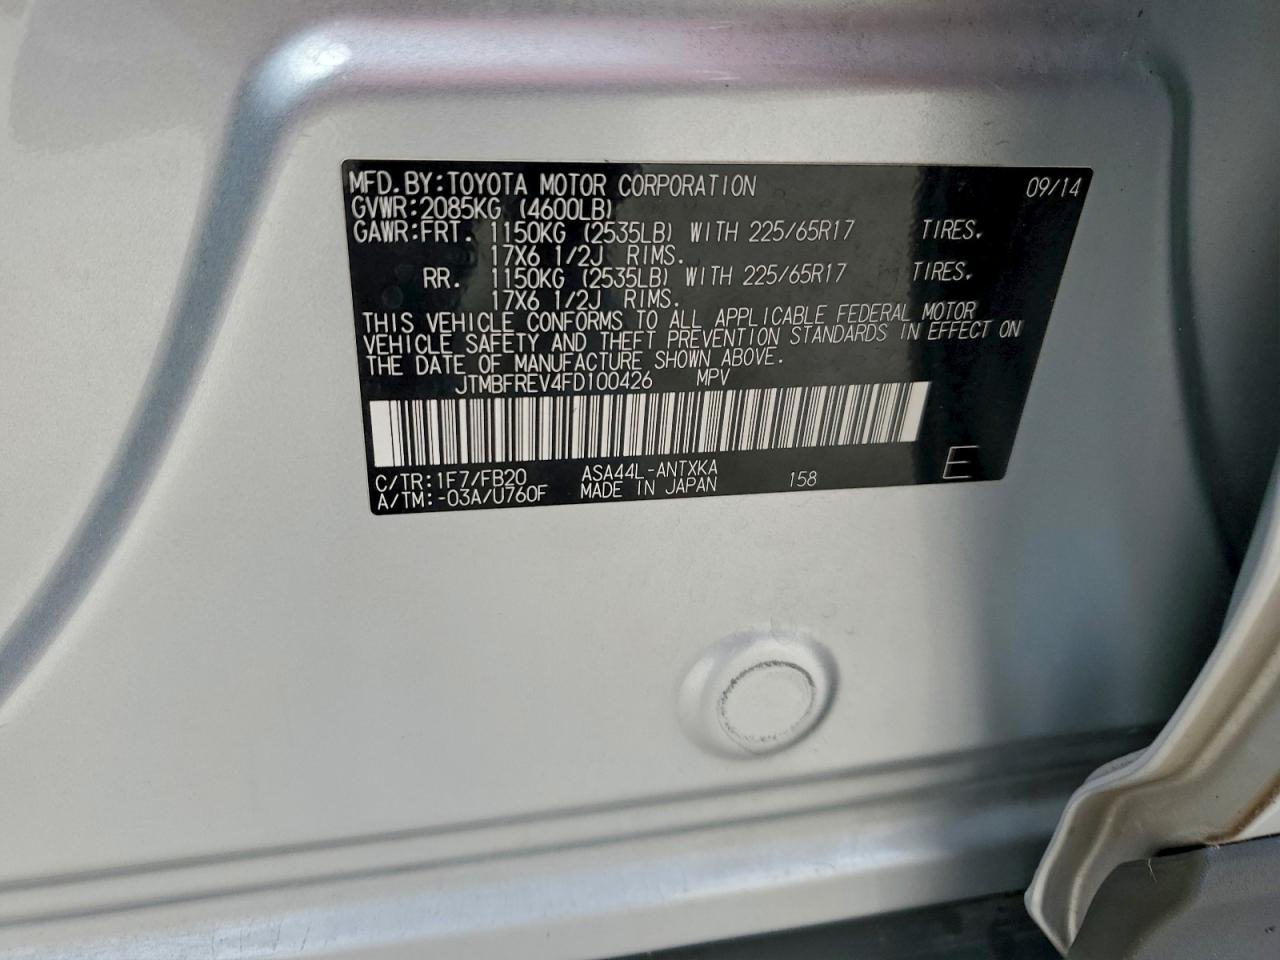 MFD.BY:TOYOTA MOTOR CORPORATION 09/14
GVWR:2085KG (4600LB)
GAWR:FRT. 1150KG (2535LB) WITH 225/65R17 TIRES,
17X6 1/2J RIMS.
RR. 1150KG (2535LB) WITH 225/65R17 TIRES,
17X6 1/2J RIMS.
THIS VEHICLE CONFORMS TO ALL APPLICABLE FEDERAL MOTOR
VEHICLE SAFETY AND THEFT PREVENTION STANDARDS IN EFFECT ON
THE DATE OF MANUFACTURE SHOWN ABOVE.
JTMBFREV4FD100426 MPV
C/TR:1F7/FB20 ASA44L-ANTXKA 158 E
A/TM:-03A/U760F MADE IN JAPAN